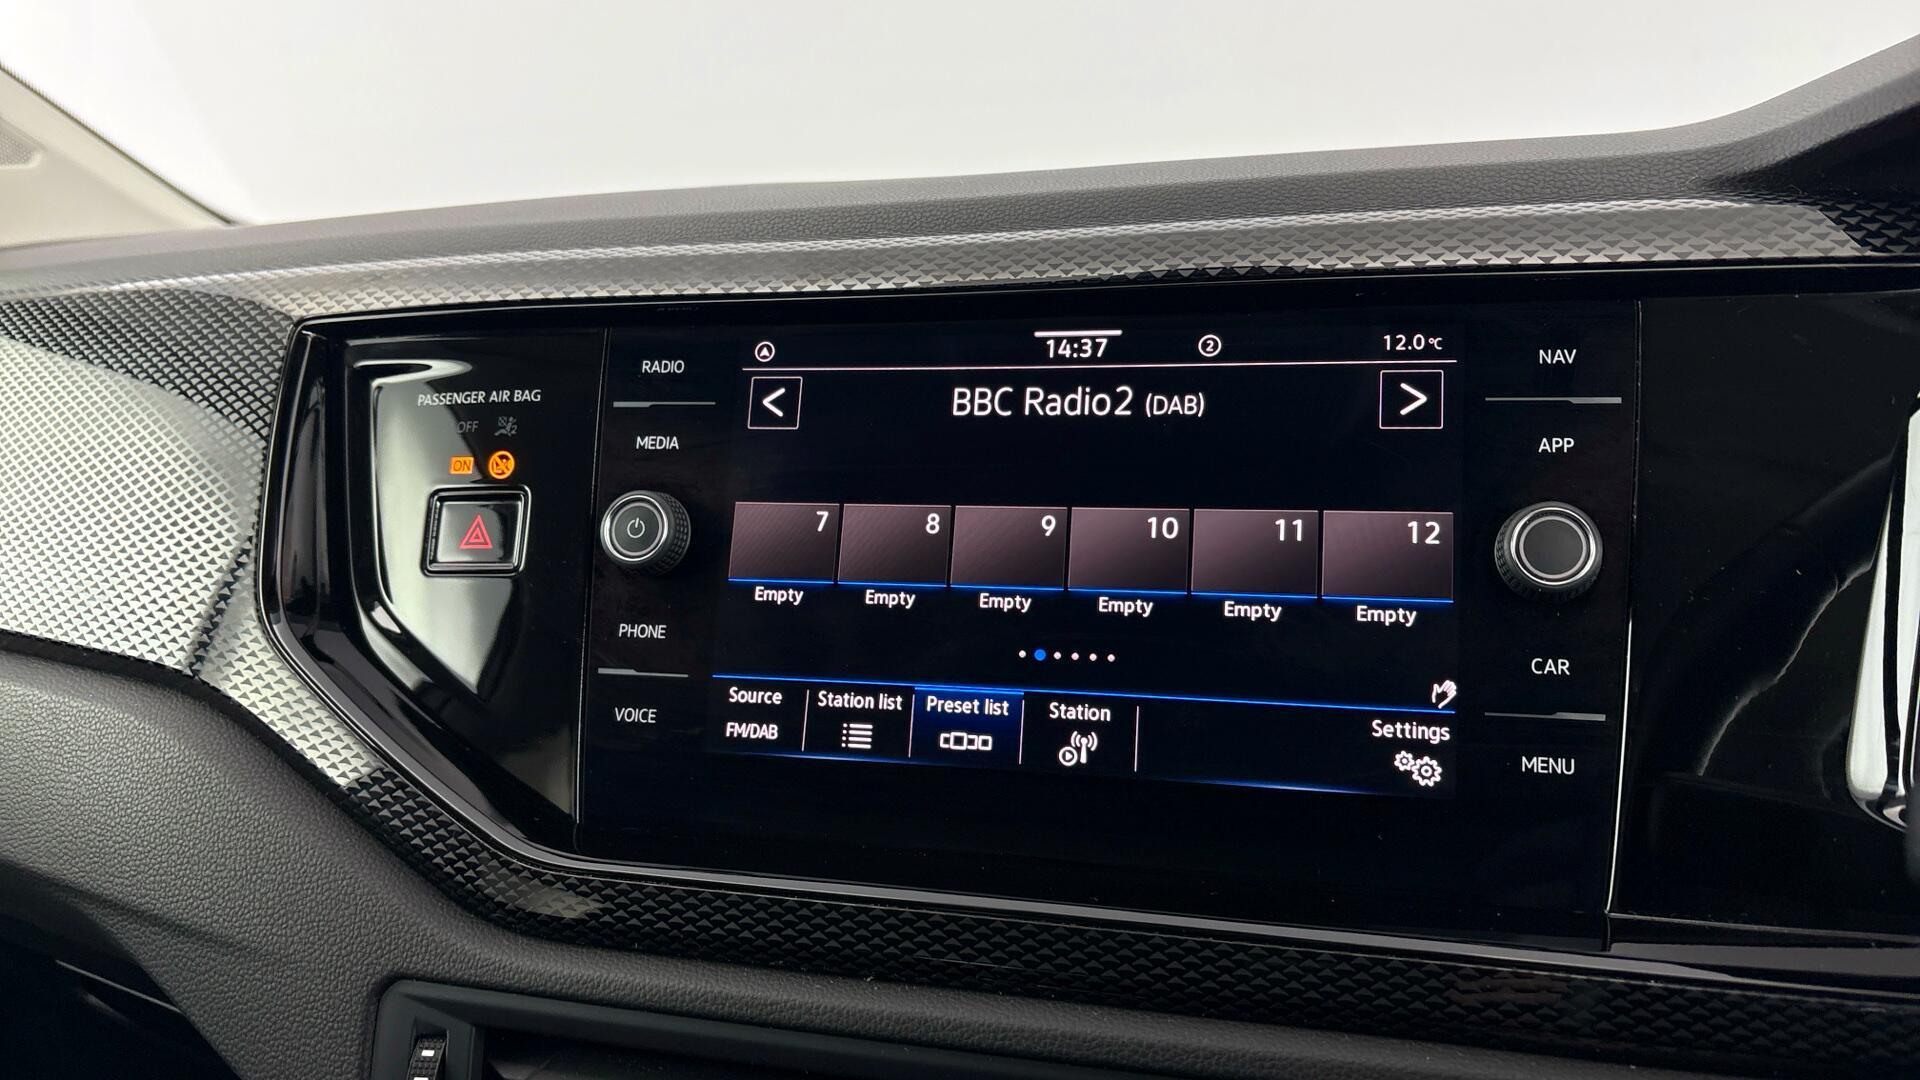 PASSENGER AIR BAG
OFF
ON
RADIO
MEDIA
PHONE
VOICE
14:37
2
12.0°C
< BBC Radio2 (DAB) >
7 8 9 10 11 12
Empty Empty Empty Empty Empty Empty
Source Station list Preset list Station Settings
FM/DAB
NAV
APP
CAR
MENU